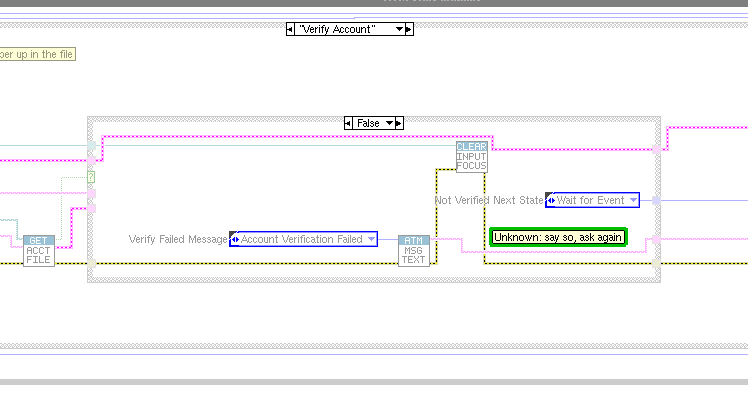 "Verify Account"
per up in the file
False
CLEAR
INPUT
FOCUS
Not Verified Next State
Wait for Event
Unknown: say so, ask again
Verify Failed Message
Account Verification Failed
ATM
MSG
TEXT
GET
ACCT
FILE
?